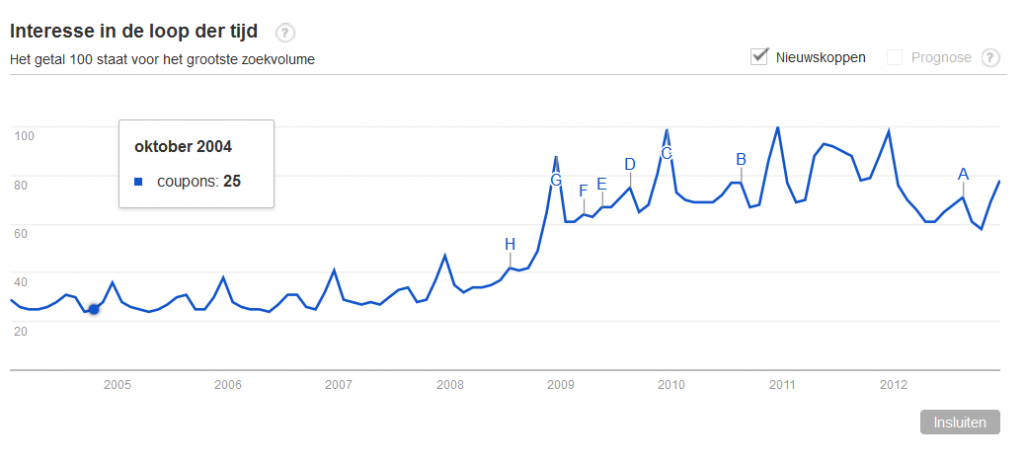 Interesse in de loop der tijd ?
Het getal 100 staat voor het grootste zoekvolume
Nieuwskoppen Prognose ?
100
80
60
40
20
oktober 2004
coupons: 25
H
G
F
E
D
C
B
A
2005 2006 2007 2008 2009 2010 2011 2012
Insluiten